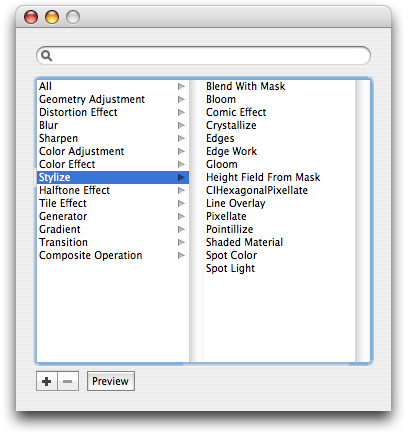 All
Geometry Adjustment
Distortion Effect
Blur
Sharpen
Color Adjustment
Color Effect
Stylize
Halftone Effect
Tile Effect
Generator
Gradient
Transition
Composite Operation
Blend With Mask
Bloom
Comic Effect
Crystallize
Edges
Edge Work
Gloom
Height Field From Mask
CIHexagonalPixellate
Line Overlay
Pixellate
Pointillize
Shaded Material
Spot Color
Spot Light
Preview